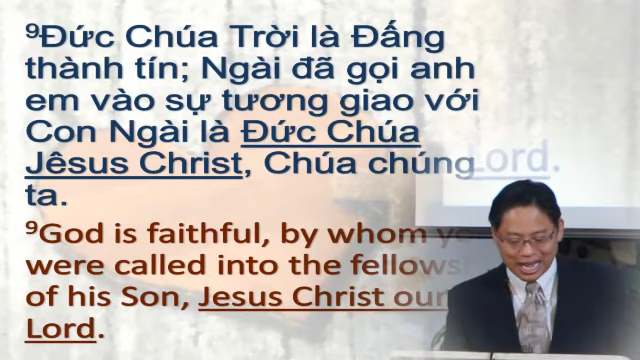 ⁹Đức Chúa Trời là Đấng
thành tín; Ngài đã gọi anh
em vào sự tương giao với
Con Ngài là Đức Chúa
Jêsus Christ, Chúa chúng
ta.
⁹God is faithful, by whom
were called into the
of his Son, Jesus Christ our
Lord.
Lord.